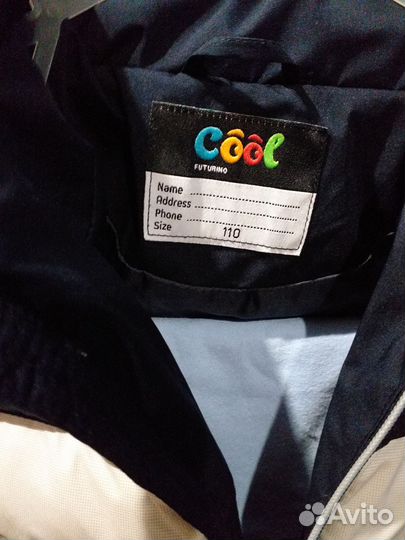 Côôl
FUTURINO
Name
Address
Phone
Size 110
Avito